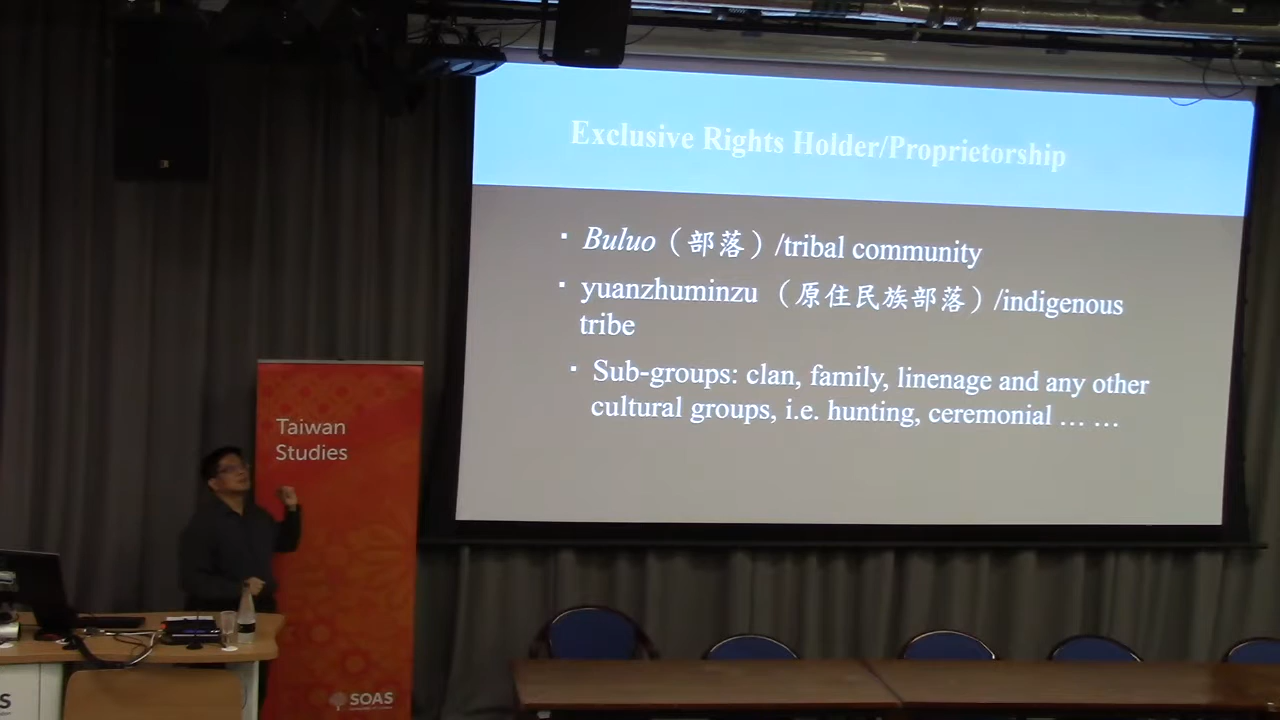 Exclusive Rights Holder/Proprietorship
▪ Buluo（部落）/tribal community
▪ yuanzhuminzu （原住民族部落）/indigenous
tribe
▪ Sub-groups: clan, family, linenage and any other
cultural groups, i.e. hunting, ceremonial … …
Taiwan
Studies
SOAS